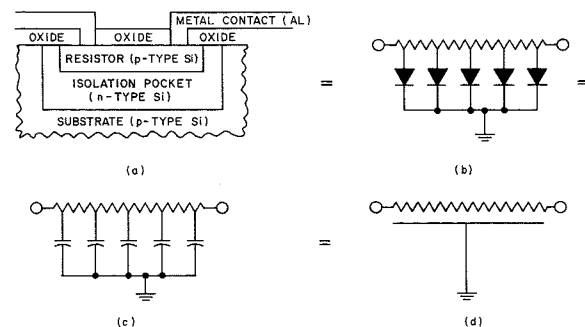 METAL CONTACT (AL)
OXIDE OXIDE OXIDE
RESISTOR (p-TYPE Si)
ISOLATION POCKET
(n-TYPE Si)
SUBSTRATE (p-TYPE Si)
= =
(a) (b)
=
(c) (d)